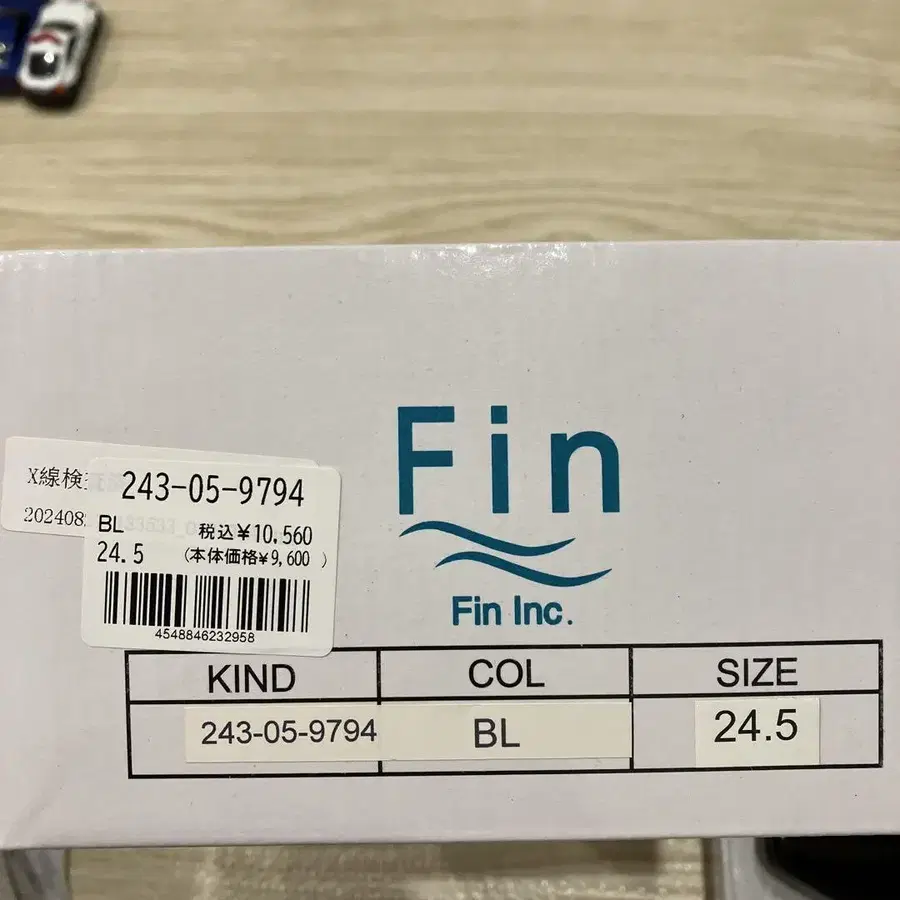 Fin
Fin Inc.
X線検
243-05-9794
BL 税込¥10,560
24.5 (本体価格¥9,600)
4548846232958
KIND COL SIZE
243-05-9794 BL 24.5